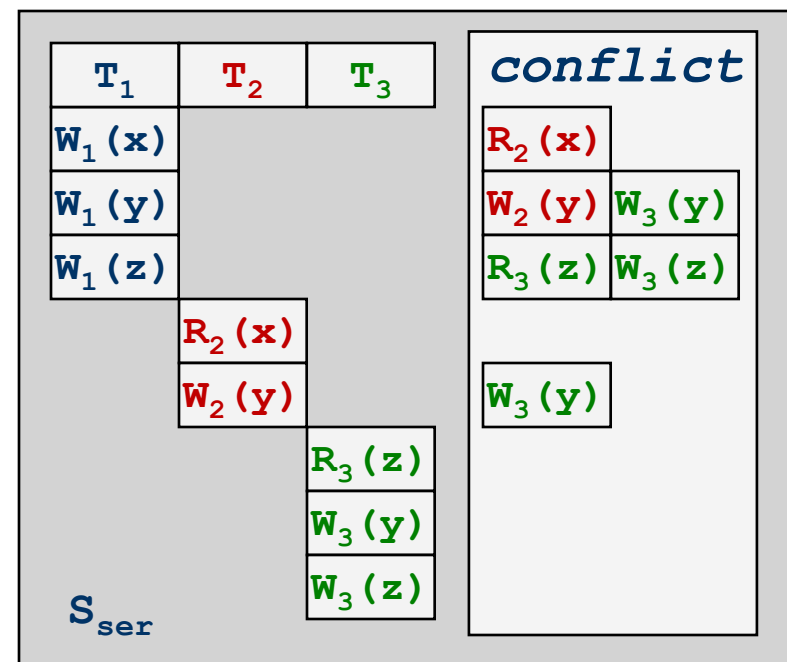 T₁ T₂ T₃ conflict
W₁(x) R₂(x)
W₁(y) W₂(y) W₃(y)
W₁(z) R₃(z) W₃(z)
R₂(x)
W₂(y) W₃(y)
R₃(z)
W₃(y)
W₃(z)
Sₛₑᵣ